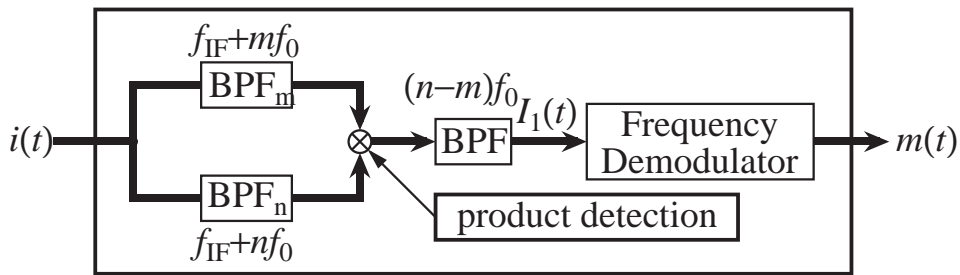 f_IF+mf_0
BPF_m
(n−m)f_0
I_1(t)
i(t)
BPF
Frequency
Demodulator
m(t)
BPF_n
product detection
f_IF+nf_0